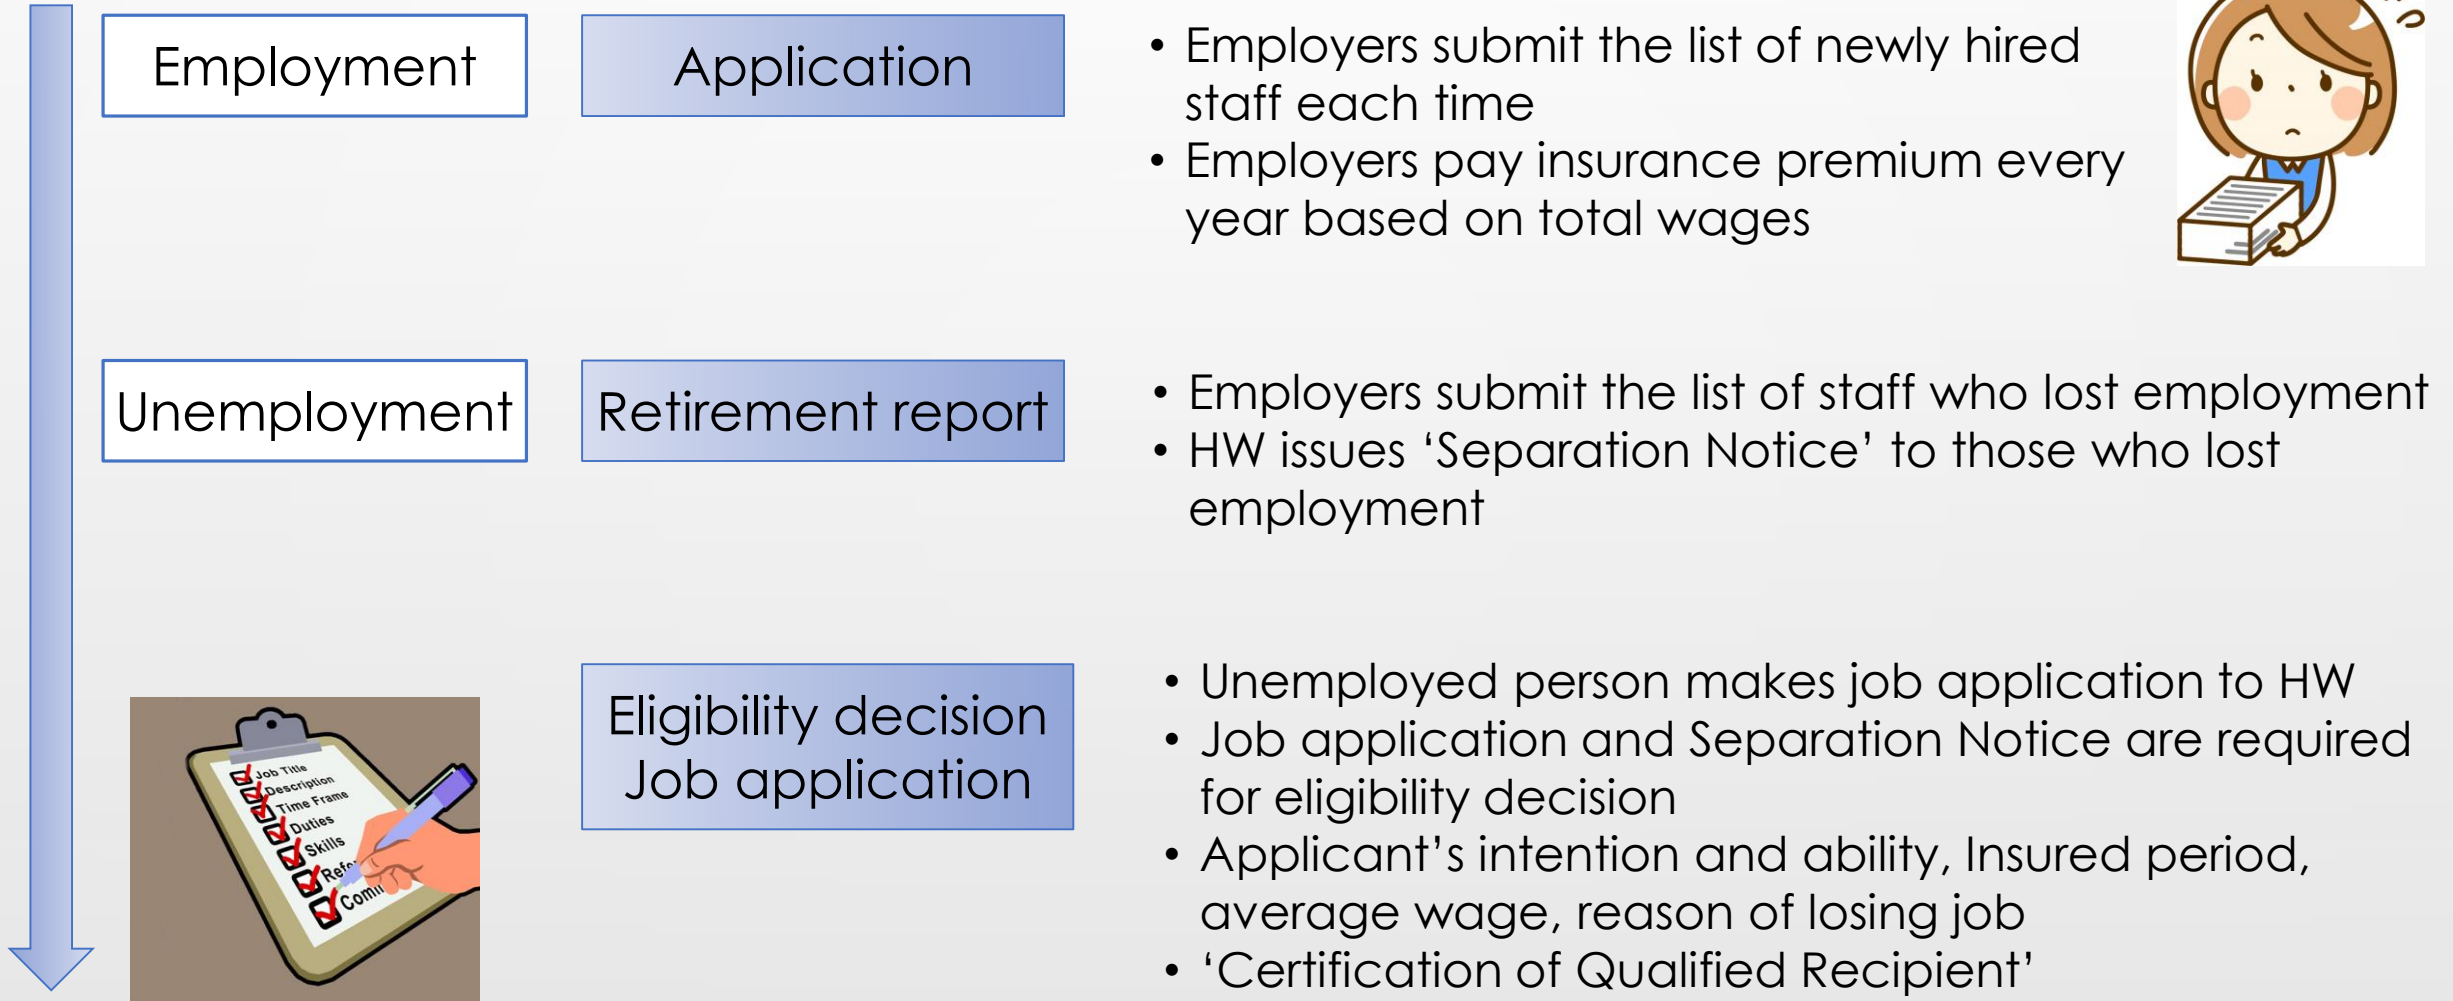 Employment
Application
• Employers submit the list of newly hired
staff each time
• Employers pay insurance premium every
year based on total wages
Unemployment
Retirement report
• Employers submit the list of staff who lost employment
• HW issues ‘Separation Notice’ to those who lost
employment
Job Title
Description
Time Frame
Duties
Skills
Eligibility decision
Job application
• Unemployed person makes job application to HW
• Job application and Separation Notice are required
for eligibility decision
• Applicant’s intention and ability, Insured period,
average wage, reason of losing job
• ‘Certification of Qualified Recipient’